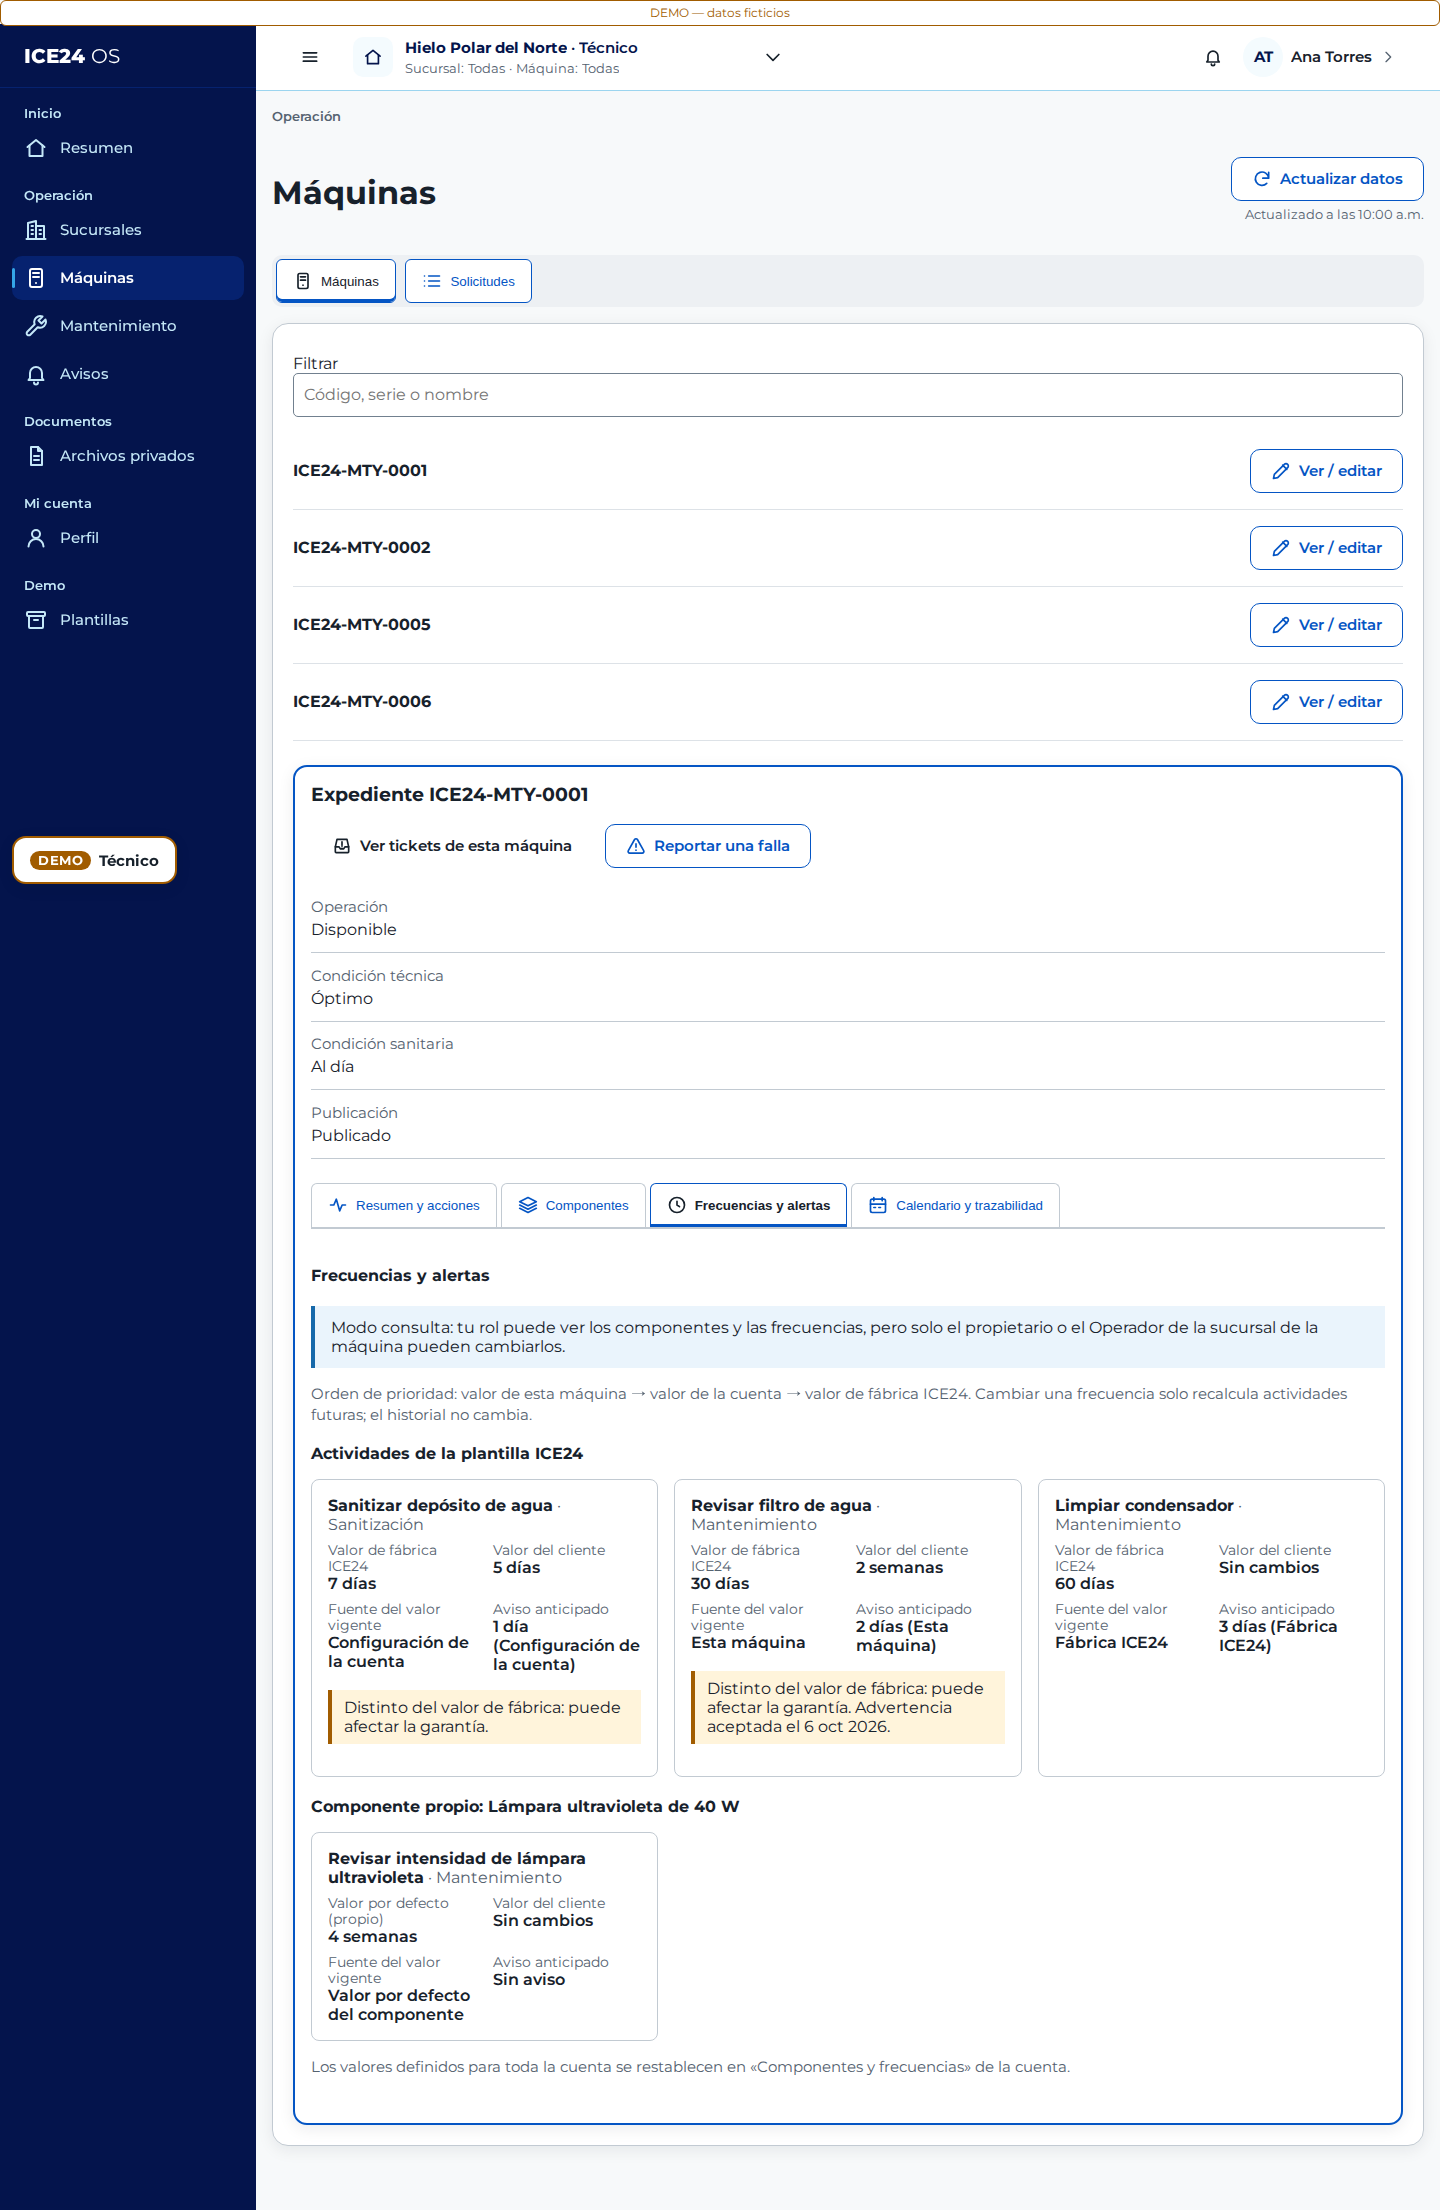 DEMO — datos ficticios
ICE24 OS
Inicio
Resumen
Operación
Sucursales
Máquinas
Mantenimiento
Avisos
Documentos
Archivos privados
Mi cuenta
Perfil
Demo
Plantillas
DEMO Técnico
Hielo Polar del Norte · Técnico
Sucursal: Todas · Máquina: Todas
AT Ana Torres
Operación
Máquinas
Actualizar datos
Actualizado a las 10:00 a.m.
Máquinas
Solicitudes
Filtrar
Código, serie o nombre
ICE24-MTY-0001
Ver / editar
ICE24-MTY-0002
Ver / editar
ICE24-MTY-0005
Ver / editar
ICE24-MTY-0006
Ver / editar
Expediente ICE24-MTY-0001
Ver tickets de esta máquina
Reportar una falla
Operación
Disponible
Condición técnica
Óptimo
Condición sanitaria
Al día
Publicación
Publicado
Resumen y acciones
Componentes
Frecuencias y alertas
Calendario y trazabilidad
Frecuencias y alertas
Modo consulta: tu rol puede ver los componentes y las frecuencias, pero solo el propietario o el Operador de la sucursal de la
máquina pueden cambiarlos.
Orden de prioridad: valor de esta máquina → valor de la cuenta → valor de fábrica ICE24. Cambiar una frecuencia solo recalcula actividades
futuras; el historial no cambia.
Actividades de la plantilla ICE24
Sanitizar depósito de agua ·
Sanitización
Valor de fábrica
ICE24
7 días
Valor del cliente
5 días
Fuente del valor
vigente
Configuración de
la cuenta
Aviso anticipado
1 día
(Configuración de
la cuenta)
Distinto del valor de fábrica: puede
afectar la garantía.
Revisar filtro de agua ·
Mantenimiento
Valor de fábrica
ICE24
30 días
Valor del cliente
2 semanas
Fuente del valor
vigente
Esta máquina
Aviso anticipado
2 días (Esta
máquina)
Distinto del valor de fábrica: puede
afectar la garantía. Advertencia
aceptada el 6 oct 2026.
Limpiar condensador ·
Mantenimiento
Valor de fábrica
ICE24
60 días
Valor del cliente
Sin cambios
Fuente del valor
vigente
Fábrica ICE24
Aviso anticipado
3 días (Fábrica
ICE24)
Componente propio: Lámpara ultravioleta de 40 W
Revisar intensidad de lámpara
ultravioleta · Mantenimiento
Valor por defecto
(propio)
4 semanas
Valor del cliente
Sin cambios
Fuente del valor
vigente
Valor por defecto
del componente
Aviso anticipado
Sin aviso
Los valores definidos para toda la cuenta se restablecen en «Componentes y frecuencias» de la cuenta.